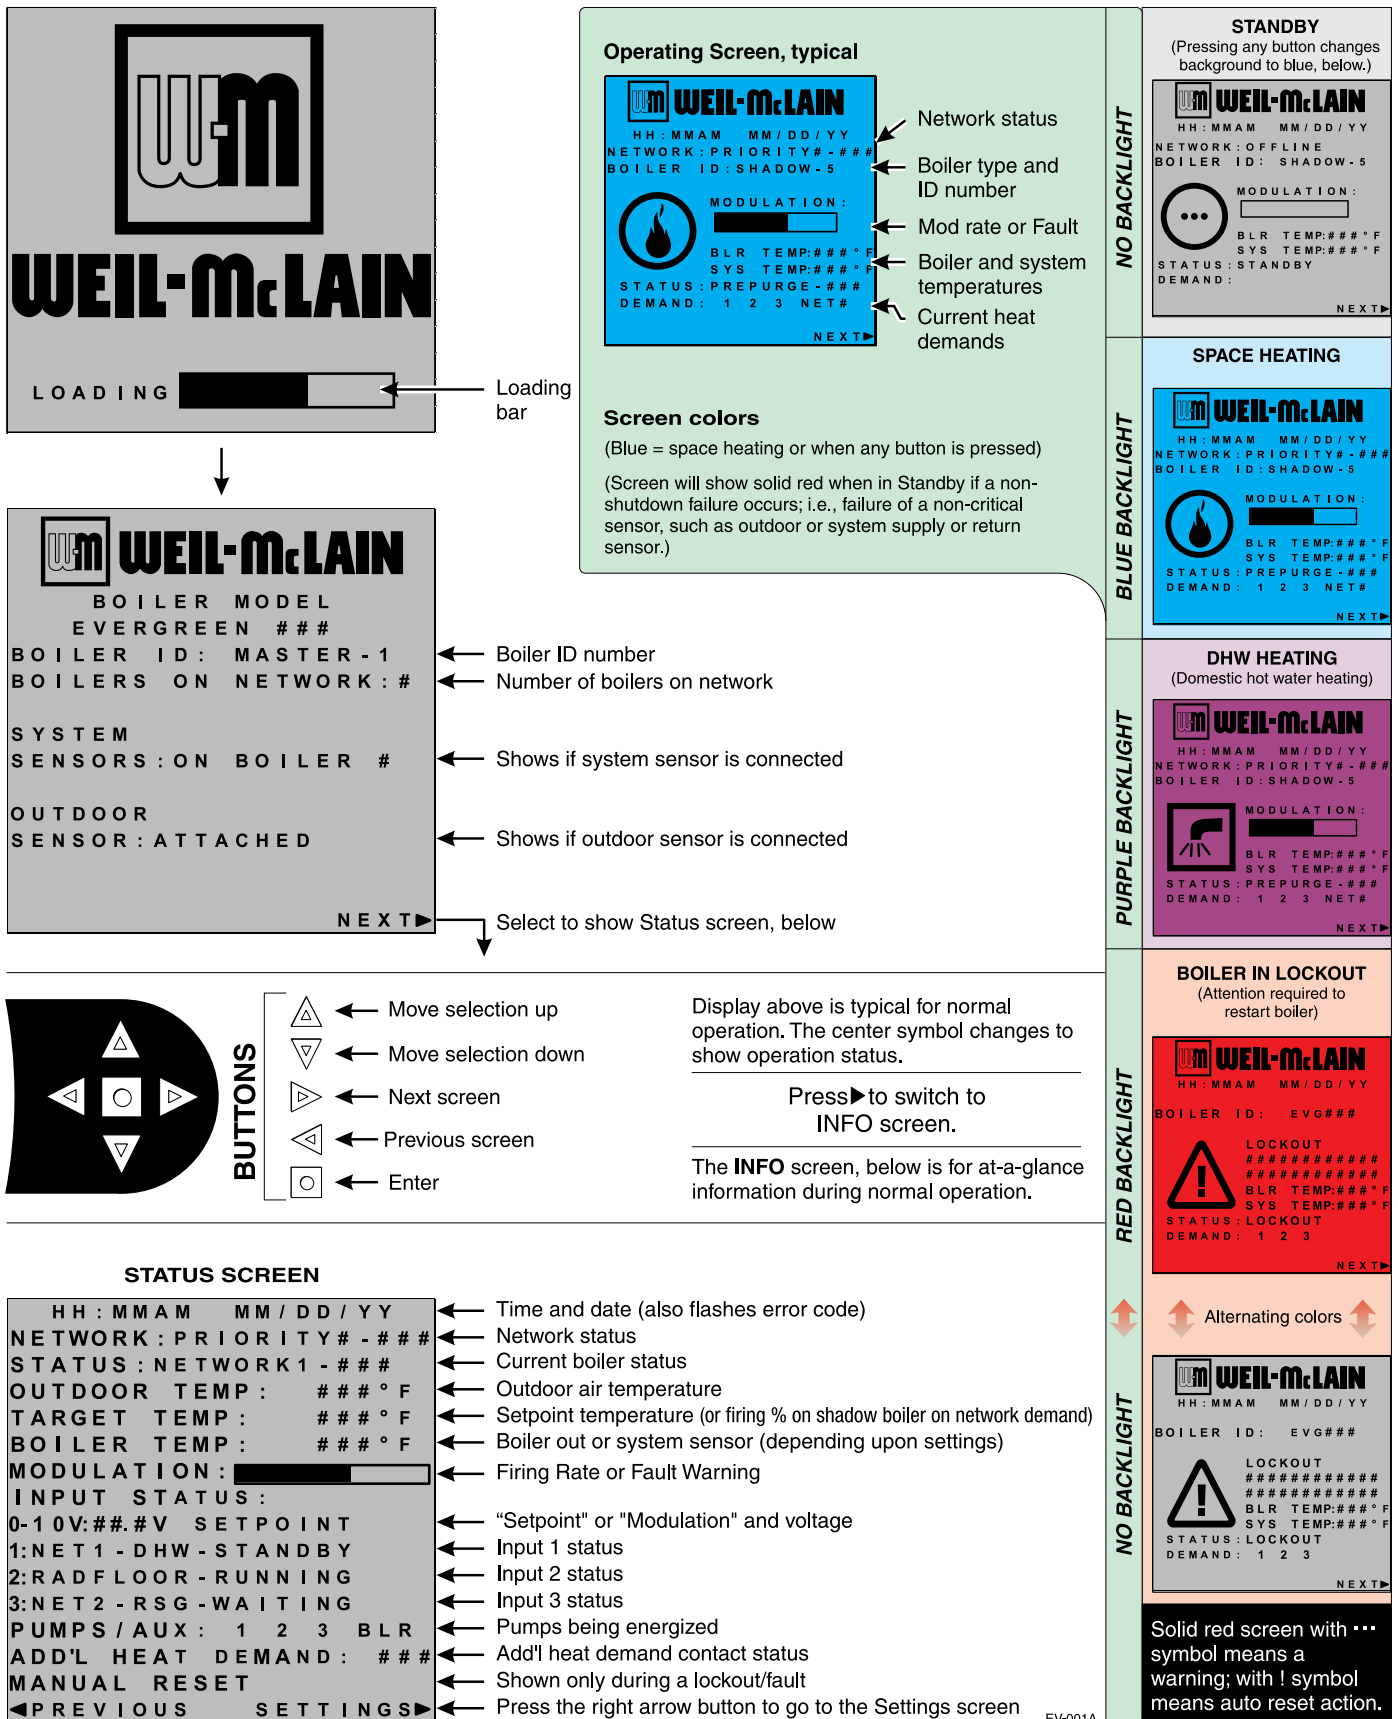 WM
WEIL-McLAIN
LOADING
Loading
bar
WM WEIL-McLAIN
BOILER MODEL
EVERGREEN ###
BOILER ID: MASTER-1
BOILERS ON NETWORK:#
SYSTEM
SENSORS:ON BOILER #
OUTDOOR
SENSOR:ATTACHED
NEXT▶
Boiler ID number
Number of boilers on network
Shows if system sensor is connected
Shows if outdoor sensor is connected
Select to show Status screen, below
Operating Screen, typical
WM WEIL-McLAIN
HH:MMAM MM/DD/YY
NETWORK:PRIORITY#-###
BOILER ID:SHADOW-5
MODULATION:
BLR TEMP:###°F
SYS TEMP:###°F
STATUS:PREPURGE-###
DEMAND: 1 2 3 NET#
NEXT▶
Network status
Boiler type and
ID number
Mod rate or Fault
Boiler and system
temperatures
Current heat
demands
Screen colors
(Blue = space heating or when any button is pressed)
(Screen will show solid red when in Standby if a non-
shutdown failure occurs; i.e., failure of a non-critical
sensor, such as outdoor or system supply or return
sensor.)
BUTTONS
Move selection up
Move selection down
Next screen
Previous screen
Enter
Display above is typical for normal
operation. The center symbol changes to
show operation status.
Press▶to switch to
INFO screen.
The INFO screen, below is for at-a-glance
information during normal operation.
STATUS SCREEN
HH:MMAM MM/DD/YY
NETWORK:PRIORITY#-###
STATUS:NETWORK1-###
OUTDOOR TEMP: ###°F
TARGET TEMP: ###°F
BOILER TEMP: ###°F
MODULATION:
INPUT STATUS:
0-10V:##.#V SETPOINT
1:NET1-DHW-STANDBY
2:RADFLOOR-RUNNING
3:NET2-RSG-WAITING
PUMPS/AUX: 1 2 3 BLR
ADD'L HEAT DEMAND: ###
MANUAL RESET
◀PREVIOUS SETTINGS▶
Time and date (also flashes error code)
Network status
Current boiler status
Outdoor air temperature
Setpoint temperature (or firing % on shadow boiler on network demand)
Boiler out or system sensor (depending upon settings)
Firing Rate or Fault Warning
“Setpoint" or "Modulation" and voltage
Input 1 status
Input 2 status
Input 3 status
Pumps being energized
Add'l heat demand contact status
Shown only during a lockout/fault
Press the right arrow button to go to the Settings screen
EV-001A
NO BACKLIGHT
STANDBY
(Pressing any button changes
background to blue, below.)
WM WEIL-McLAIN
HH:MMAM MM/DD/YY
NETWORK:OFFLINE
BOILER ID: SHADOW-5
MODULATION:
BLR TEMP:###°F
SYS TEMP:###°F
STATUS:STANDBY
DEMAND:
NEXT▶
BLUE BACKLIGHT
SPACE HEATING
WM WEIL-McLAIN
HH:MMAM MM/DD/YY
NETWORK:PRIORITY#-###
BOILER ID:SHADOW-5
MODULATION:
BLR TEMP:###°F
SYS TEMP:###°F
STATUS:PREPURGE-###
DEMAND: 1 2 3 NET#
NEXT▶
PURPLE BACKLIGHT
DHW HEATING
(Domestic hot water heating)
WM WEIL-McLAIN
HH:MMAM MM/DD/YY
NETWORK:PRIORITY#-###
BOILER ID:SHADOW-5
MODULATION:
BLR TEMP:###°F
SYS TEMP:###°F
STATUS:PREPURGE-###
DEMAND: 1 2 3 NET#
NEXT▶
RED BACKLIGHT
BOILER IN LOCKOUT
(Attention required to
restart boiler)
WM WEIL-McLAIN
HH:MMAM MM/DD/YY
BOILER ID: EVG###
LOCKOUT
############
############
BLR TEMP:###°F
SYS TEMP:###°F
STATUS:LOCKOUT
DEMAND: 1 2 3
NEXT▶
Alternating colors
NO BACKLIGHT
WM WEIL-McLAIN
HH:MMAM MM/DD/YY
BOILER ID: EVG###
LOCKOUT
############
############
BLR TEMP:###°F
SYS TEMP:###°F
STATUS:LOCKOUT
DEMAND: 1 2 3
NEXT▶
Solid red screen with ···
symbol means a
warning; with ! symbol
means auto reset action.